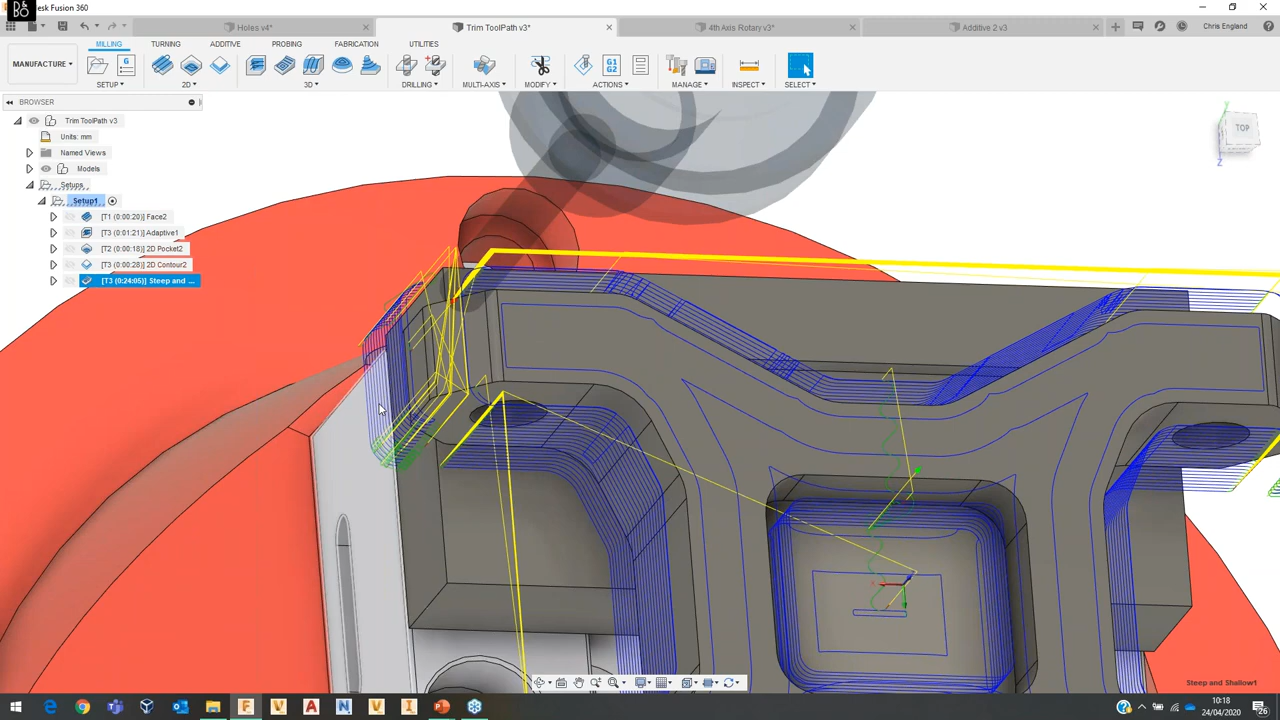 B&O
desk Fusion 360
Holes v4*
Trim ToolPath v3*
4th Axis Rotary v3*
Additive 2 v3
Chris England
MILLING
TURNING
ADDITIVE
PROBING
FABRICATION
UTILITIES
MANUFACTURE
G
G1
G2
SETUP
2D
3D
DRILLING
MULTI-AXIS
MODIFY
ACTIONS
MANAGE
INSPECT
SELECT
BROWSER
Trim ToolPath v3
Units: mm
Named Views
Models
Setups
Setup1
[T1 (0:00:20)] Face2
[T3 (0:01:21)] Adaptive1
[T2 (0:00:18)] 2D Pocket2
[T3 (0:00:28)] 2D Contour2
[T3 (0:24:05)] Steep and ...
TOP
Y
Z
X
Steep and Shallow1
10:18
24/04/2020
26